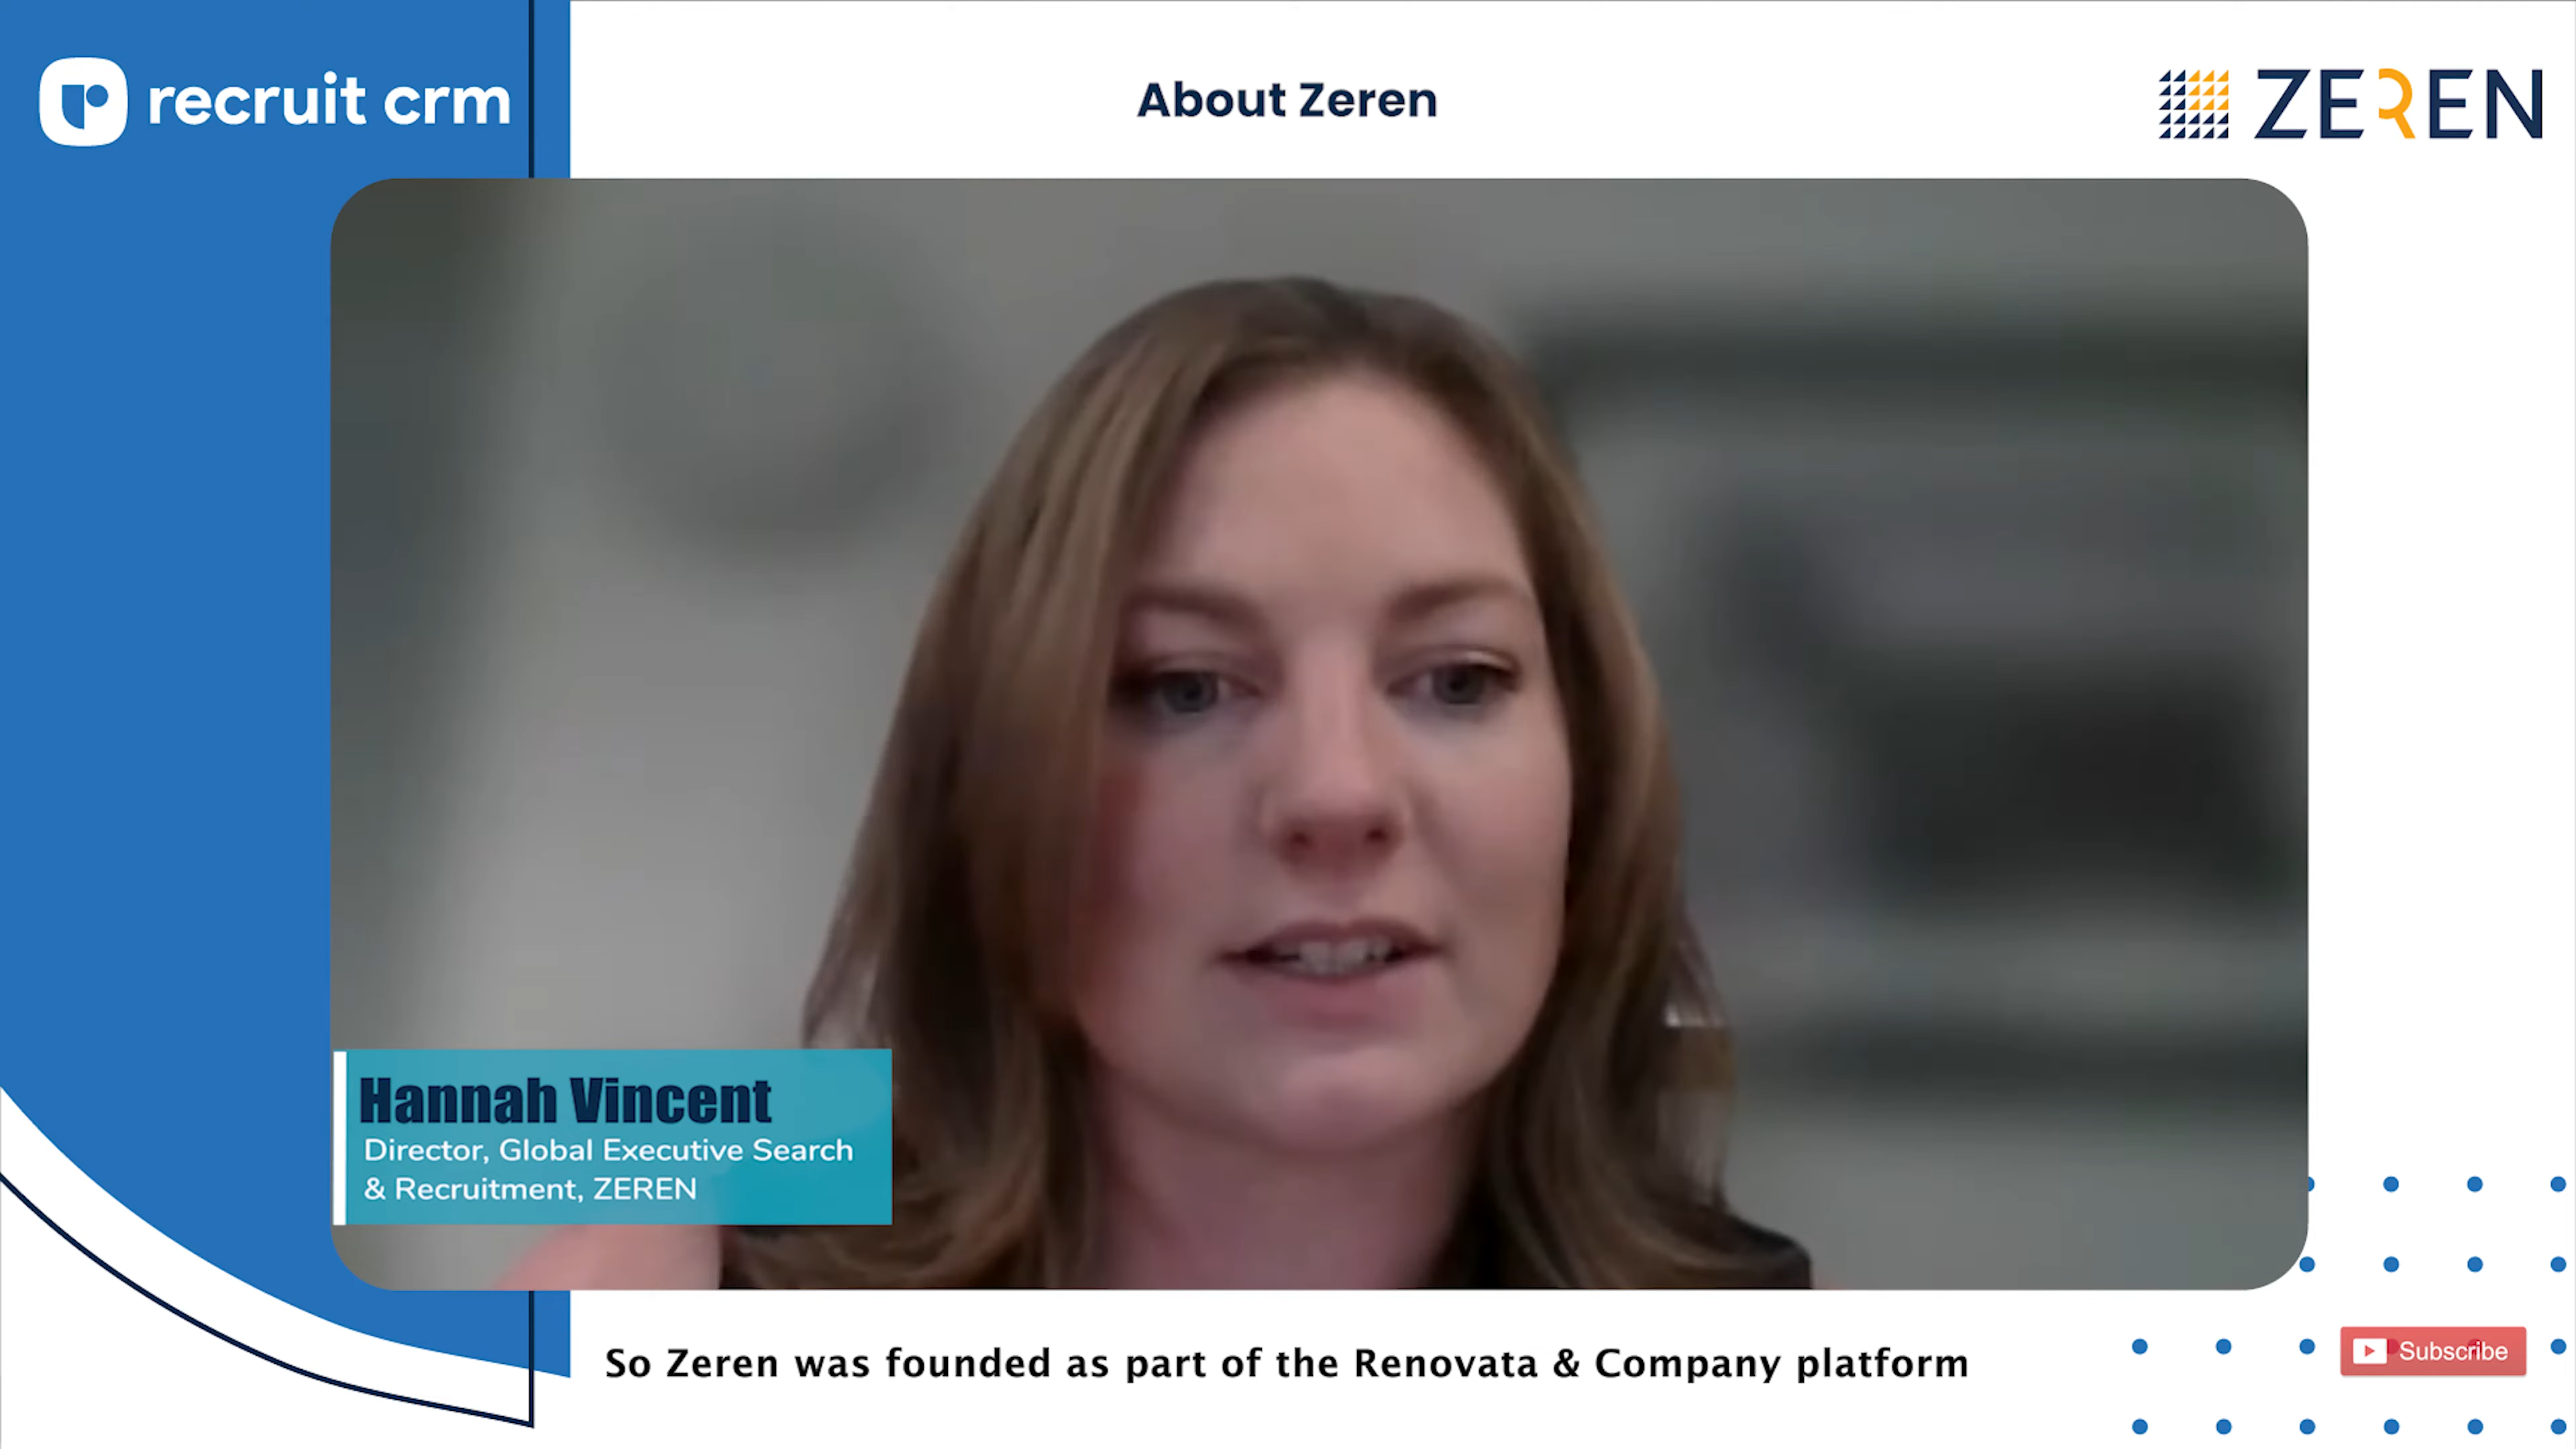 recruit crm
About Zeren
ZEREN
Hannah Vincent
Director, Global Executive Search
& Recruitment, ZEREN
So Zeren was founded as part of the Renovata & Company platform
Subscribe